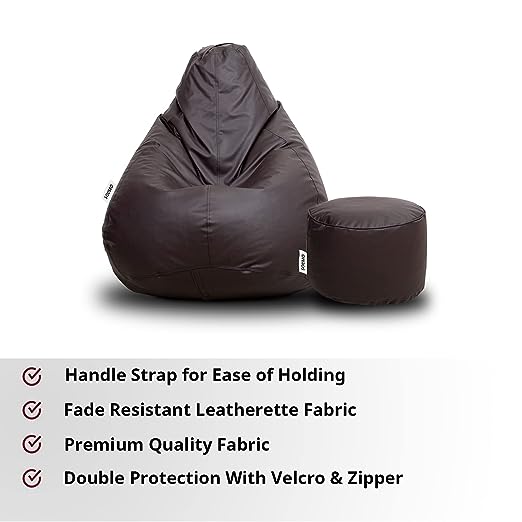 Handle Strap for Ease of Holding
Fade Resistant Leatherette Fabric
Premium Quality Fabric
Double Protection With Velcro & Zipper